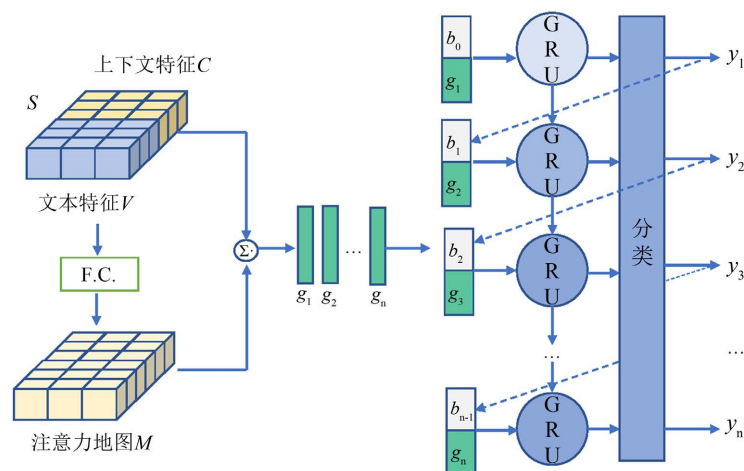 上下文特征C
S
文本特征V
F.C.
注意力地图M
Σ·
g1 g2 … gn
b0
g1
GRU
y1
b1
g2
GRU
y2
b2
g3
GRU
y3
分类
…
…
bn-1
gn
GRU
yn